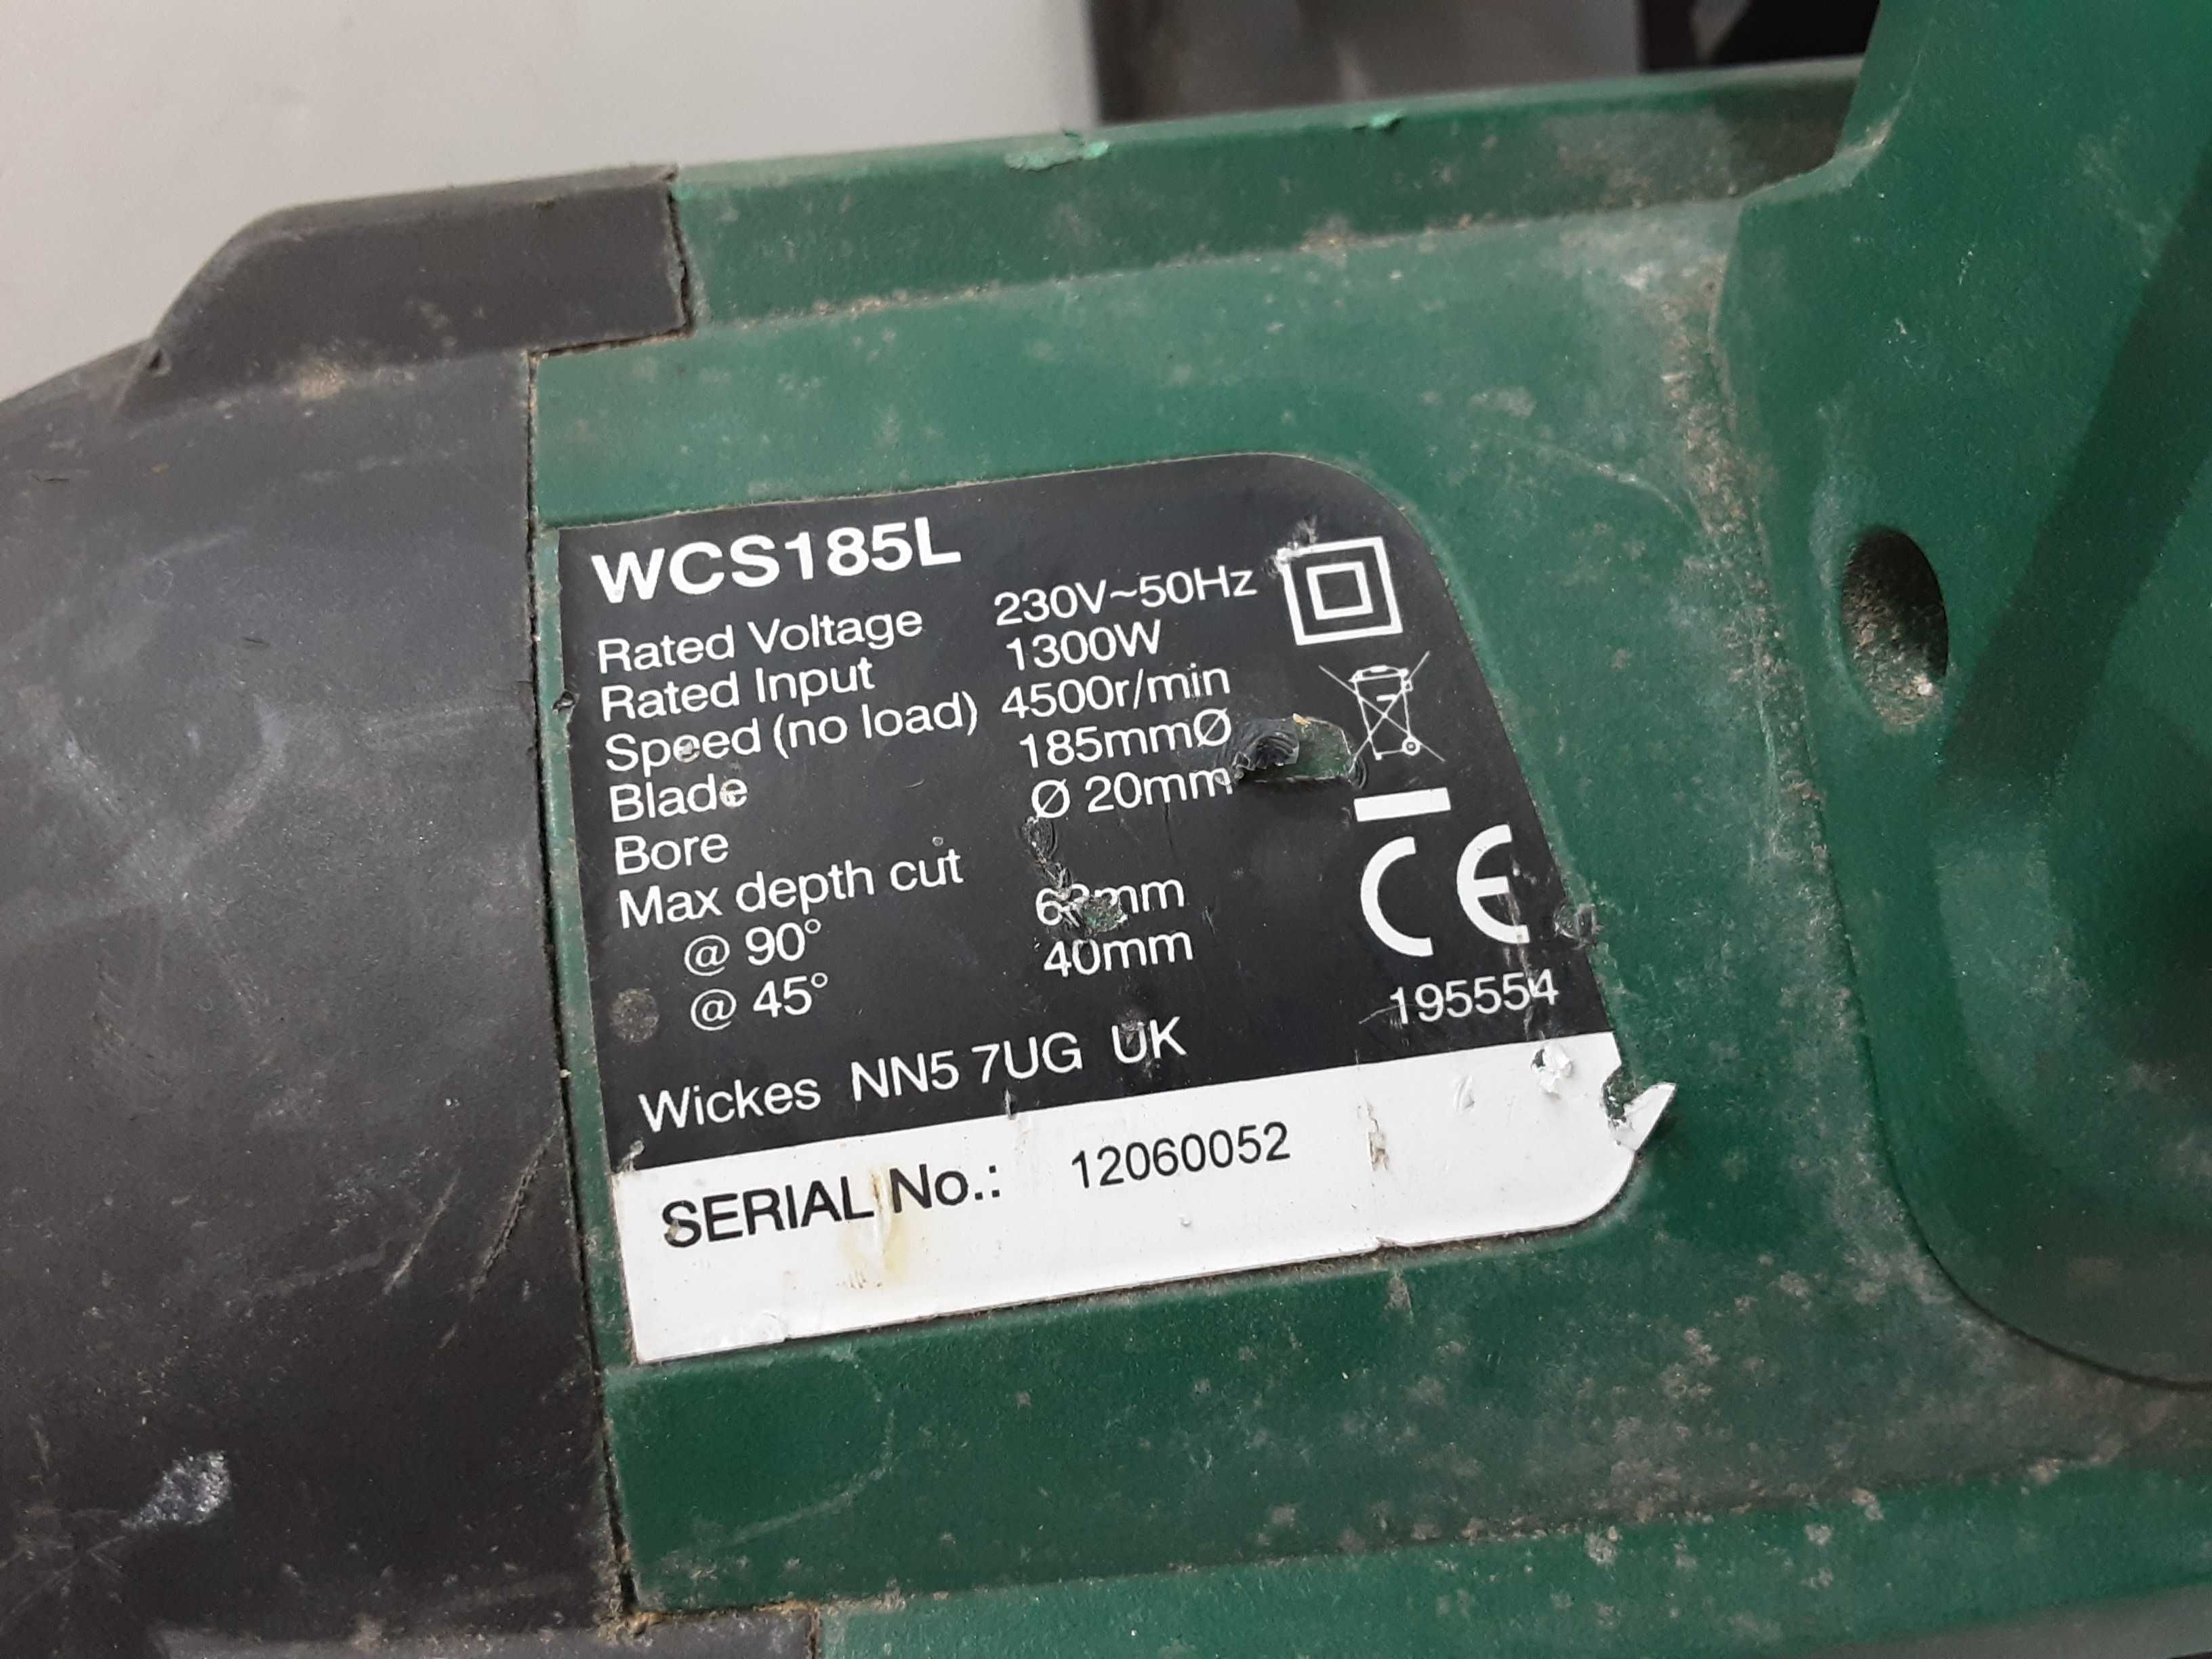 WCS185L
Rated Voltage 230V~50Hz
Rated Input 1300W
Speed (no load) 4500r/min
Blade 185mmØ
Bore Ø 20mm
Max depth cut
@ 90°
@ 45° 40mm
CE
195554
Wickes NN5 7UG UK
SERIAL No.: 12060052